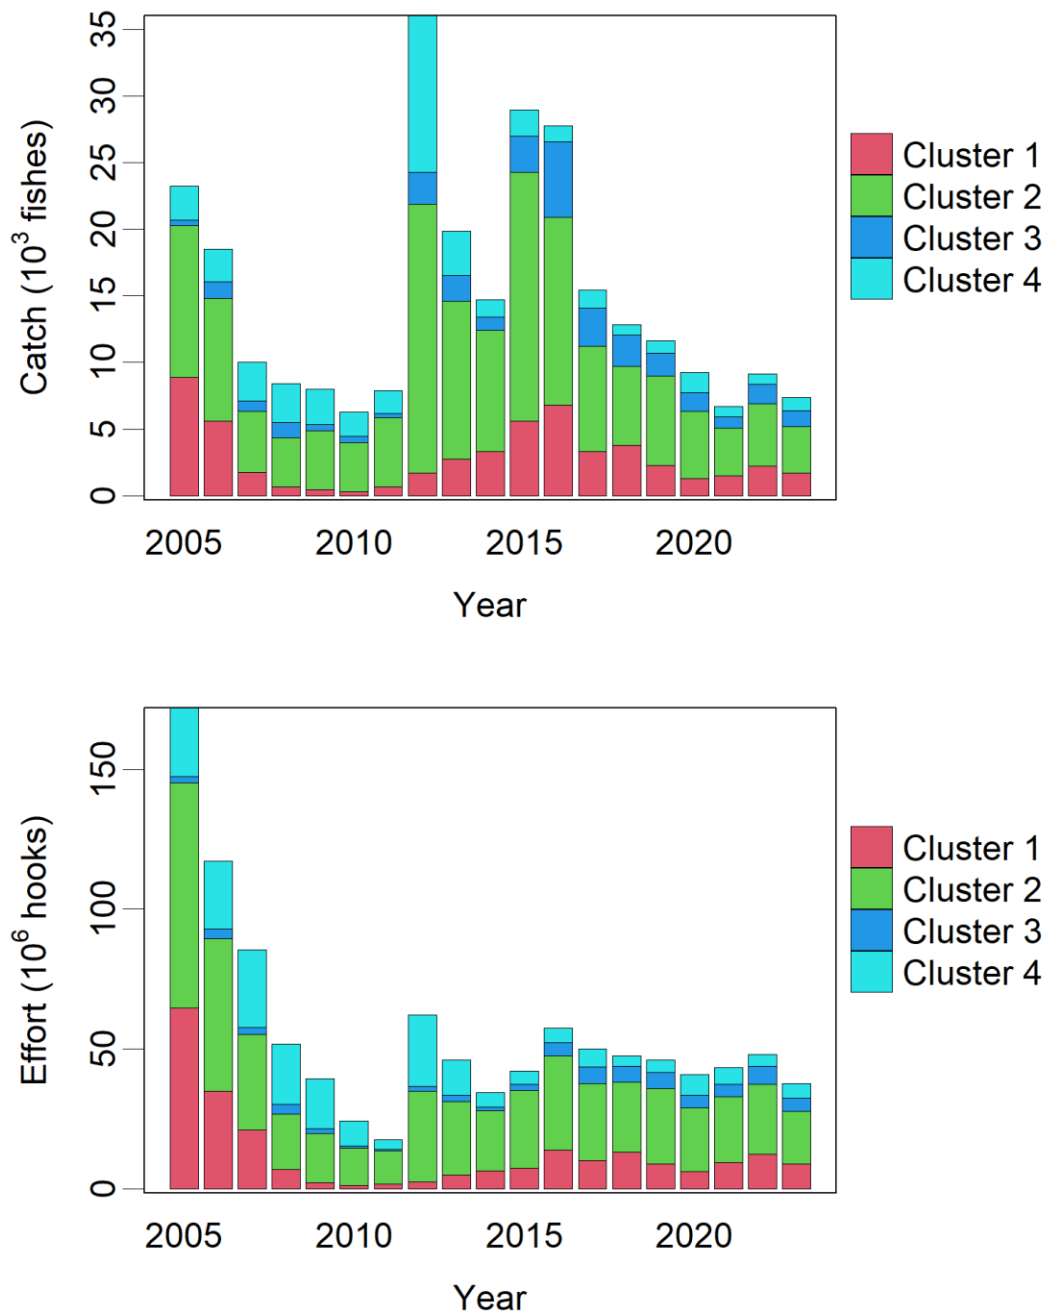 Catch (10³ fishes)
35
30
25
20
15
10
5
0
2005 2010 2015 2020
Year
Cluster 1
Cluster 2
Cluster 3
Cluster 4
Effort (10⁶ hooks)
150
100
50
0
2005 2010 2015 2020
Year
Cluster 1
Cluster 2
Cluster 3
Cluster 4